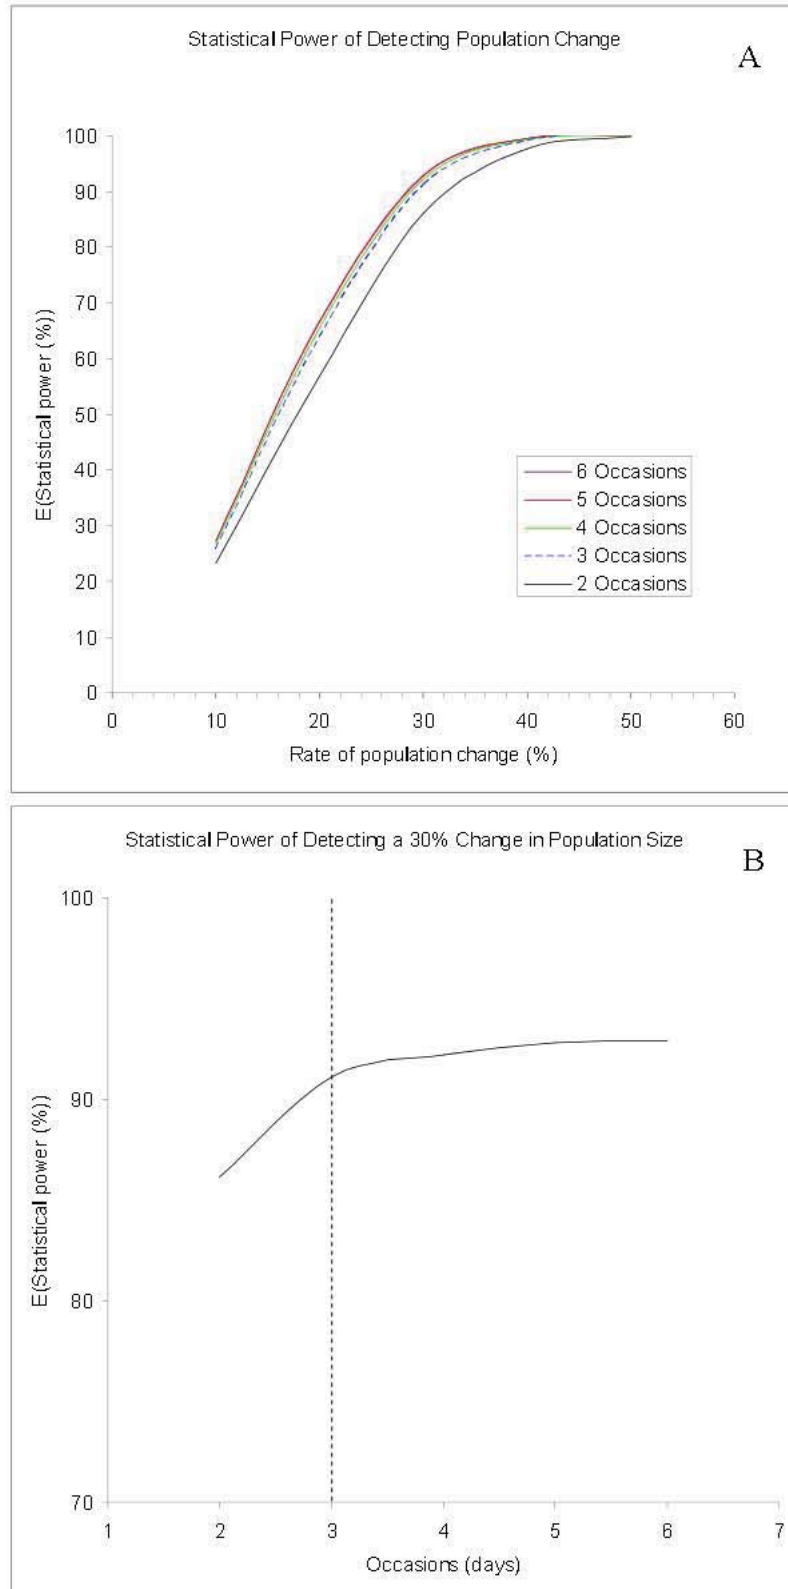 Statistical Power of Detecting Population Change
A
E(Statistical power (%))
100
90
80
70
60
50
40
30
20
10
0
6 Occasions
5 Occasions
4 Occasions
3 Occasions
2 Occasions
0 10 20 30 40 50 60
Rate of population change (%)
Statistical Power of Detecting a 30% Change in Population Size
B
E(Statistical power (%))
100
90
80
70
1 2 3 4 5 6 7
Occasions (days)